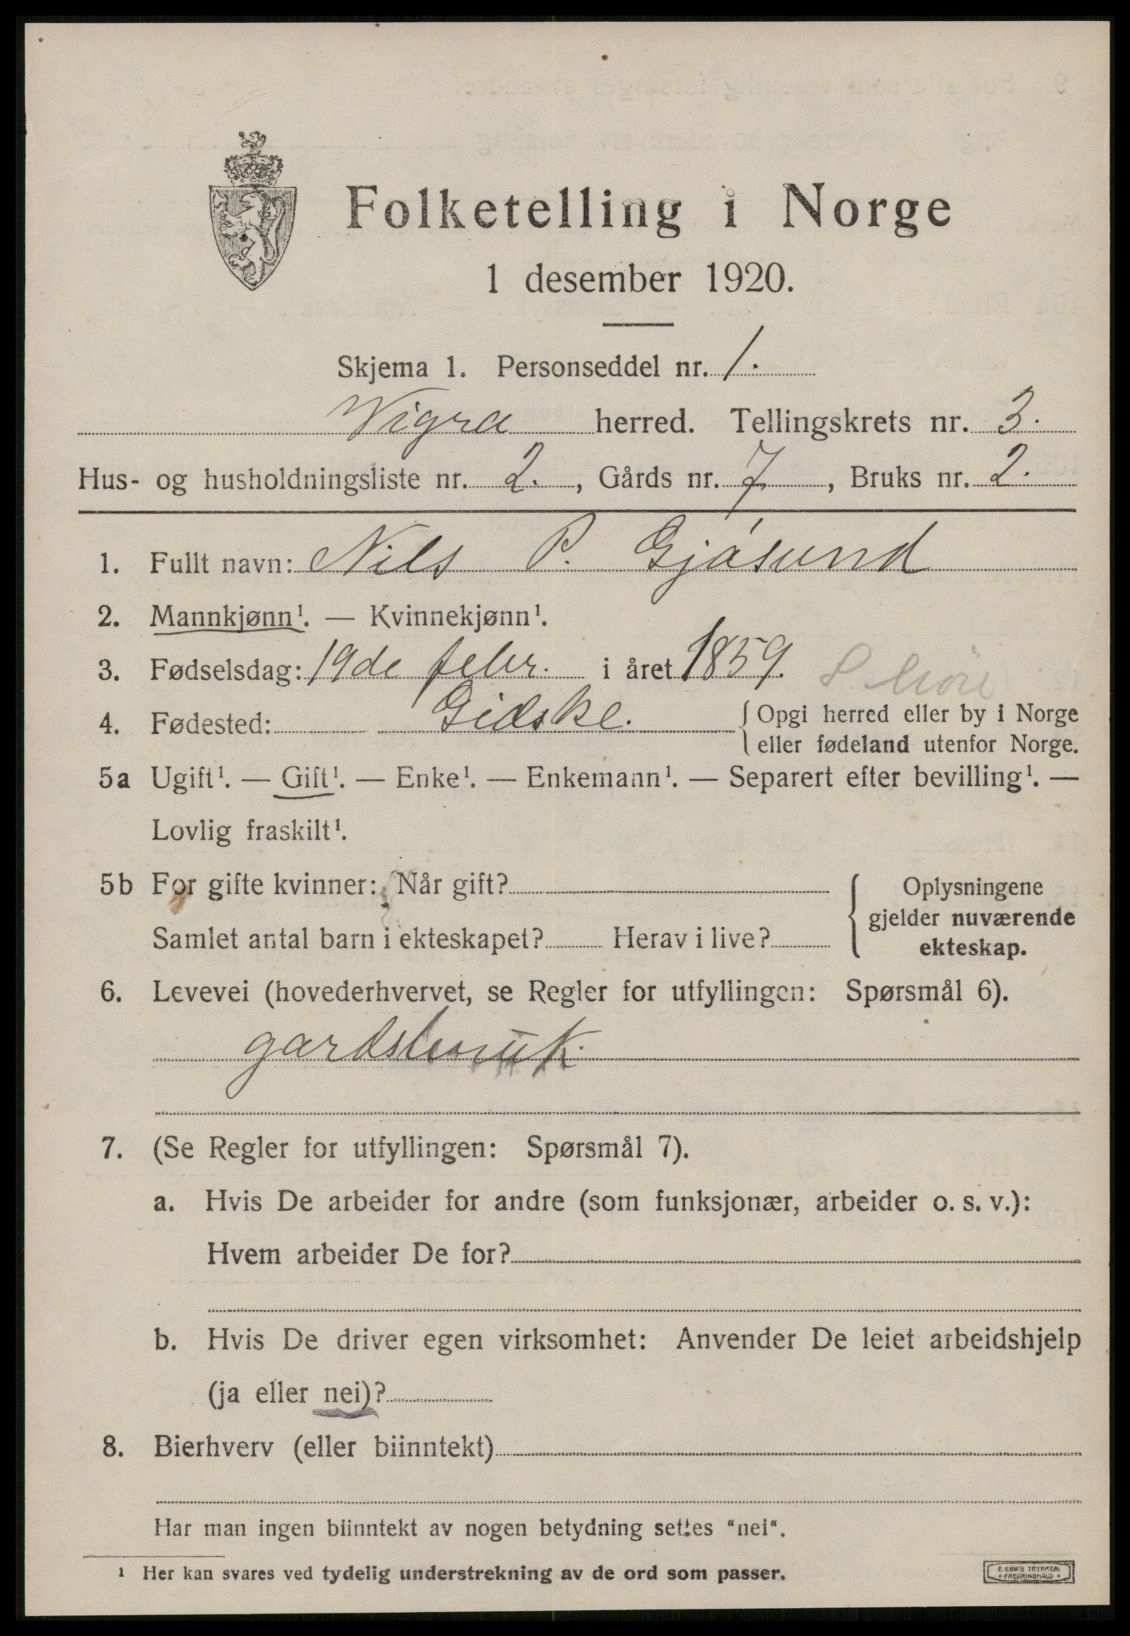 Folketelling i Norge
1 desember 1920.
Skjema 1. Personseddel nr. 1.
Vigra herred. Tellingskrets nr. 3.
Hus- og husholdningsliste nr. 2. , Gårds nr. 7 , Bruks nr. 2.
1. Fullt navn: Nils P. Gjøsund
2. Mannkjønn¹. — Kvinnekjønn¹.
3. Fødselsdag: 19de febr. i året 1859.
4. Fødested: Gidske. { Opgi herred eller by i Norge
eller fødeland utenfor Norge.
5a Ugift¹. — Gift¹. — Enke¹. — Enkemann¹. — Separert efter bevilling¹. —
Lovlig fraskilt¹.
5b For gifte kvinner: Når gift?
Samlet antal barn i ekteskapet? Herav i live?
Oplysningene
gjelder nuværende
ekteskap.
6. Levevei (hovederhvervet, se Regler for utfyllingen: Spørsmål 6).
gardsbruk.
7. (Se Regler for utfyllingen: Spørsmål 7).
a. Hvis De arbeider for andre (som funksjonær, arbeider o. s. v.):
Hvem arbeider De for?
b. Hvis De driver egen virksomhet: Anvender De leiet arbeidshjelp
(ja eller nei)?
8. Bierhverv (eller biinntekt)
Har man ingen biinntekt av nogen betydning settes "nei".
¹ Her kan svares ved tydelig understrekning av de ord som passer.